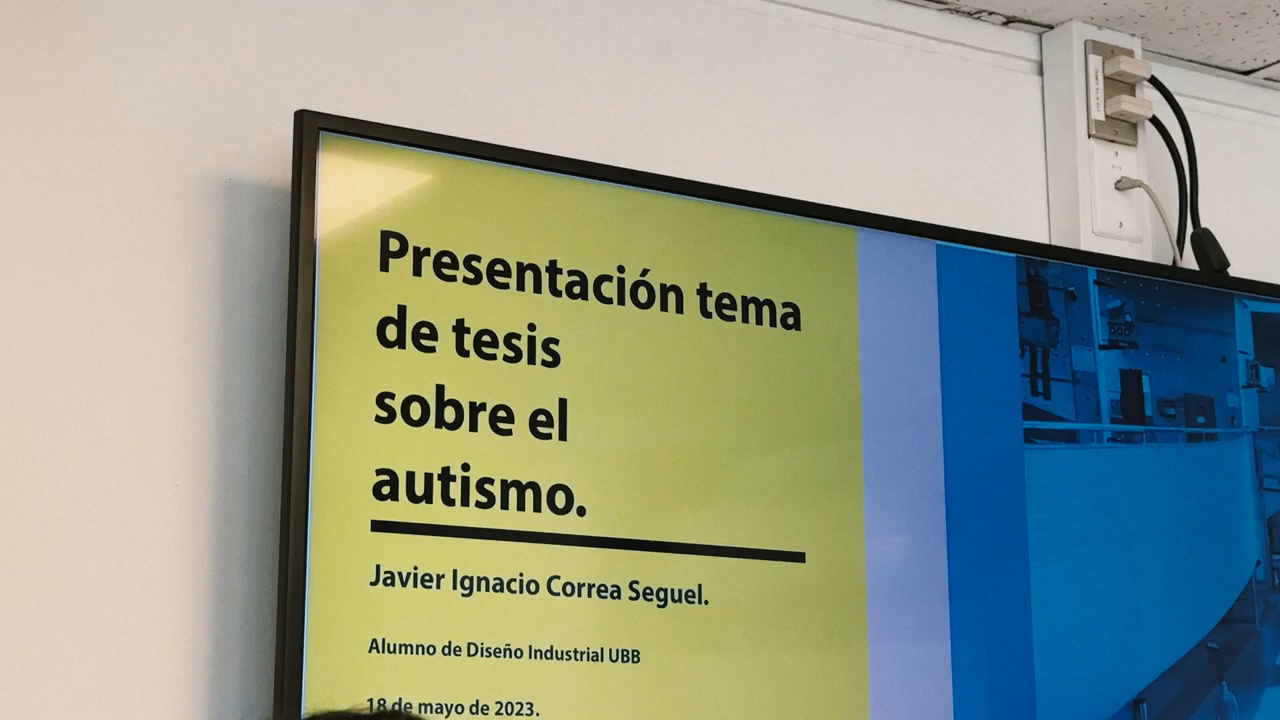 Presentación tema
de tesis
sobre el
autismo.
Javier Ignacio Correa Seguel.
Alumno de Diseño Industrial UBB
18 de mayo de 2023.